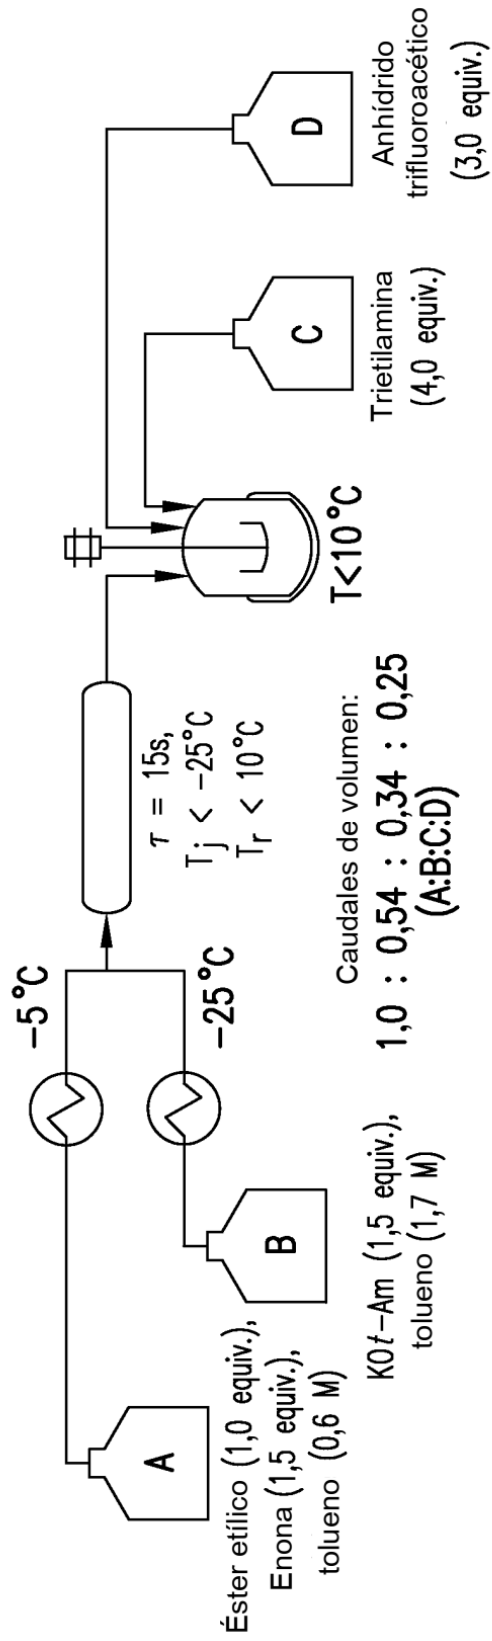 A
Éster etílico (1,0 equiv.),
Enona (1,5 equiv.),
tolueno (0,6 M)
B
KOt-Am (1,5 equiv.),
tolueno (1,7 M)
-5°C
-25°C
τ = 15s,
Tj < -25°C
Tr < 10°C
T<10°C
Caudales de volumen:
1,0 : 0,54 : 0,34 : 0,25
(A:B:C:D)
C
Trietilamina
(4,0 equiv.)
D
Anhídrido
trifluoroacético
(3,0 equiv.)